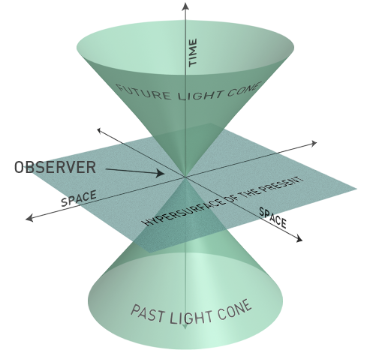 TIME
FUTURE LIGHT CONE
OBSERVER
SPACE
HYPERSURFACE OF THE PRESENT
SPACE
PAST LIGHT CONE